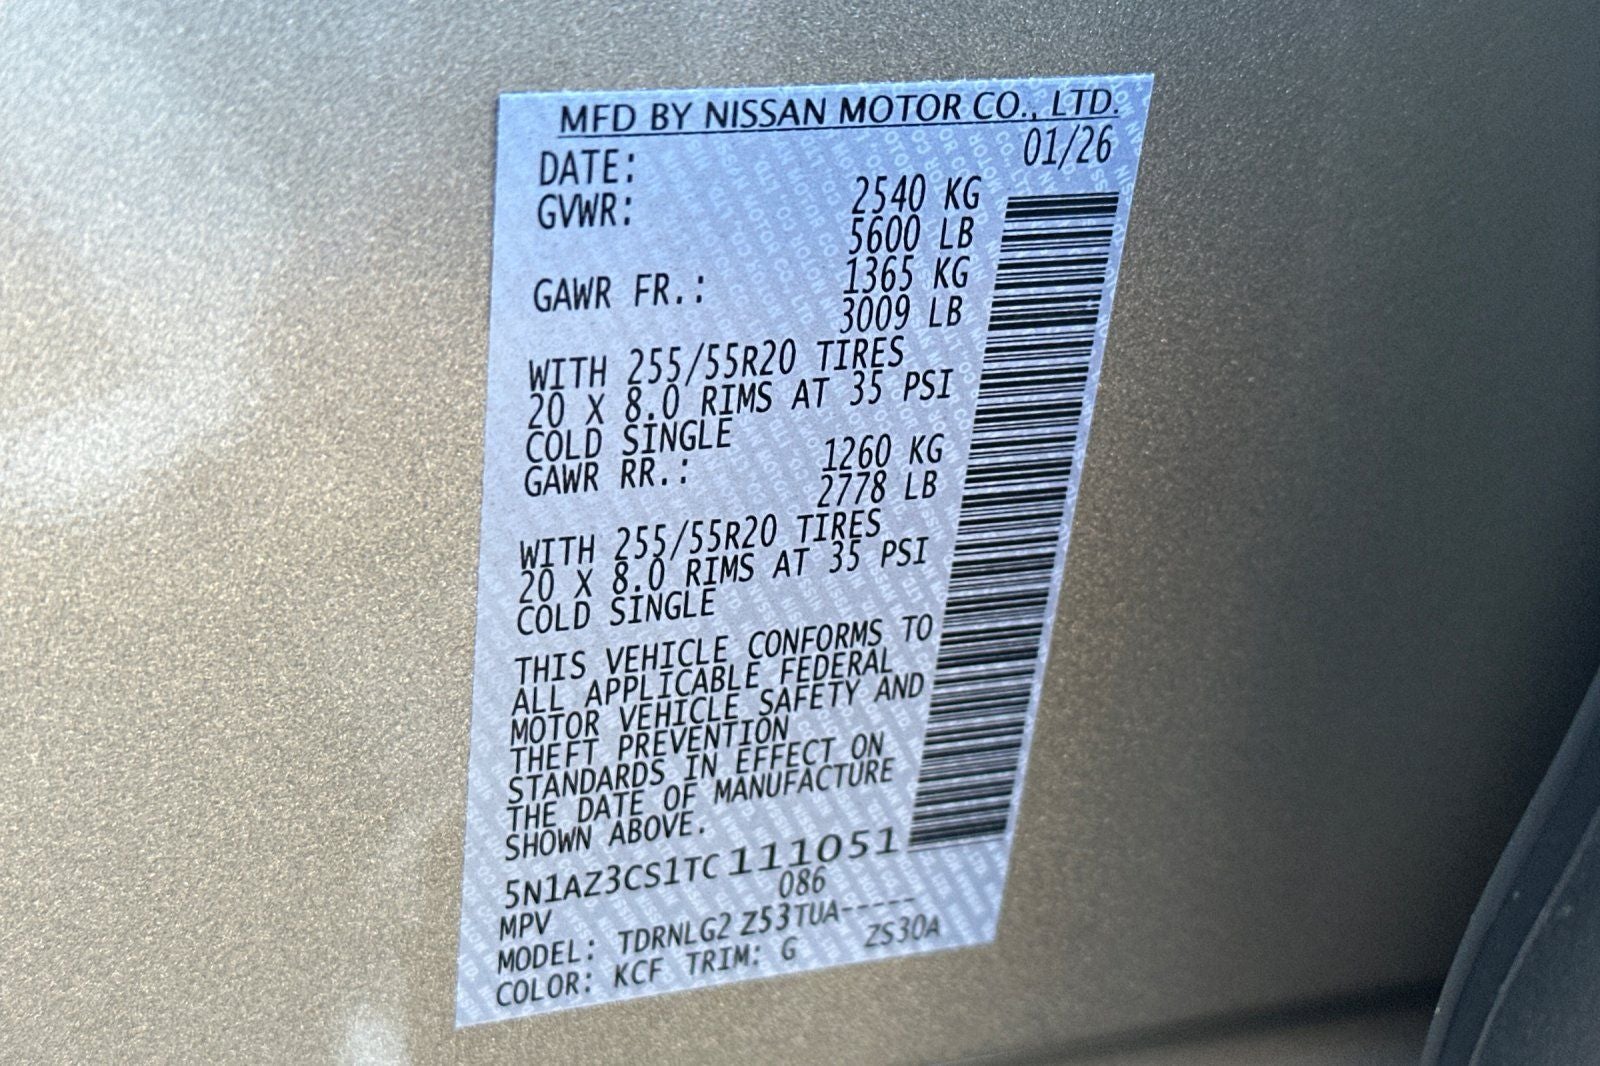 MFD BY NISSAN MOTOR CO., LTD.
DATE: 01/26
GVWR: 2540 KG
5600 LB
GAWR FR.: 1365 KG
3009 LB
WITH 255/55R20 TIRES
20 X 8.0 RIMS AT 35 PSI
COLD SINGLE
GAWR RR.: 1260 KG
2778 LB
WITH 255/55R20 TIRES
20 X 8.0 RIMS AT 35 PSI
COLD SINGLE
THIS VEHICLE CONFORMS TO
ALL APPLICABLE FEDERAL
MOTOR VEHICLE SAFETY AND
THEFT PREVENTION
STANDARDS IN EFFECT ON
THE DATE OF MANUFACTURE
SHOWN ABOVE.
5N1AZ3CS1TC111051
MPV 086
MODEL: TDRNLG2 Z53TUA-----
COLOR: KCF TRIM: G ZS30A